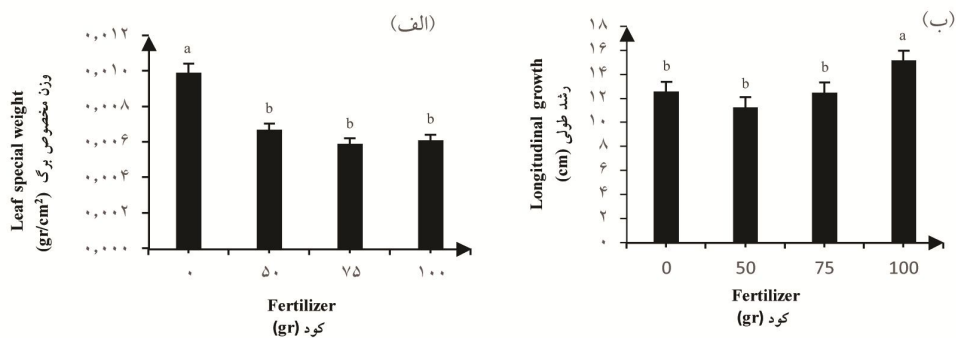 (الف)
۰,۰۱۲
۰,۰۱۰
۰,۰۰۸
۰,۰۰۶
۰,۰۰۴
۰,۰۰۲
۰,۰۰۰
Leaf special weight
وزن مخصوص برگ
(gr/cm²)
a
b
b
b
۰
۵۰
۷۵
۱۰۰
Fertilizer
کود (gr)
(ب)
۱۸
۱۶
۱۴
۱۲
۱۰
۸
۶
۴
۲
۰
Longitudinal growth
رشد طولی
(cm)
b
b
b
a
0
50
75
100
Fertilizer
کود (gr)